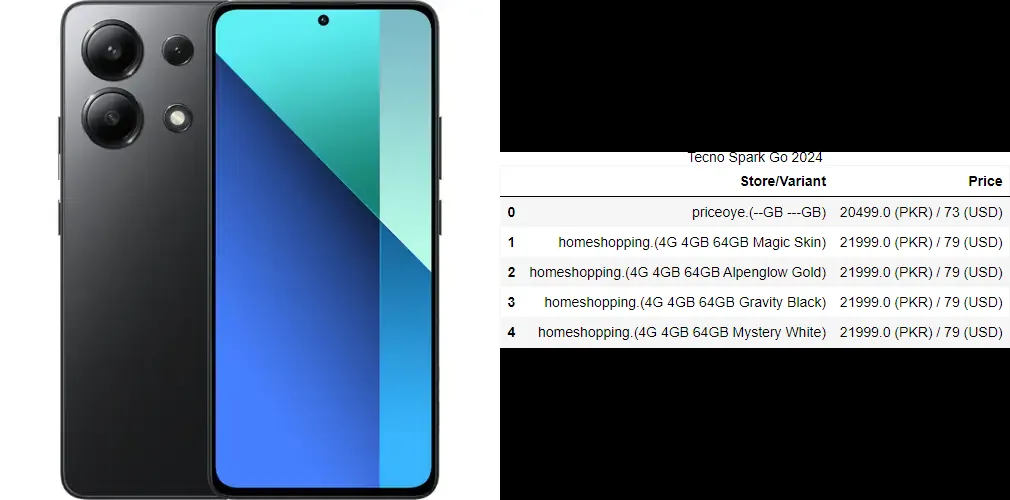 Tecno Spark Go 2024
Store/Variant Price
0 priceoye.(--GB ---GB) 20499.0 (PKR) / 73 (USD)
1 homeshopping.(4G 4GB 64GB Magic Skin) 21999.0 (PKR) / 79 (USD)
2 homeshopping.(4G 4GB 64GB Alpenglow Gold) 21999.0 (PKR) / 79 (USD)
3 homeshopping.(4G 4GB 64GB Gravity Black) 21999.0 (PKR) / 79 (USD)
4 homeshopping.(4G 4GB 64GB Mystery White) 21999.0 (PKR) / 79 (USD)